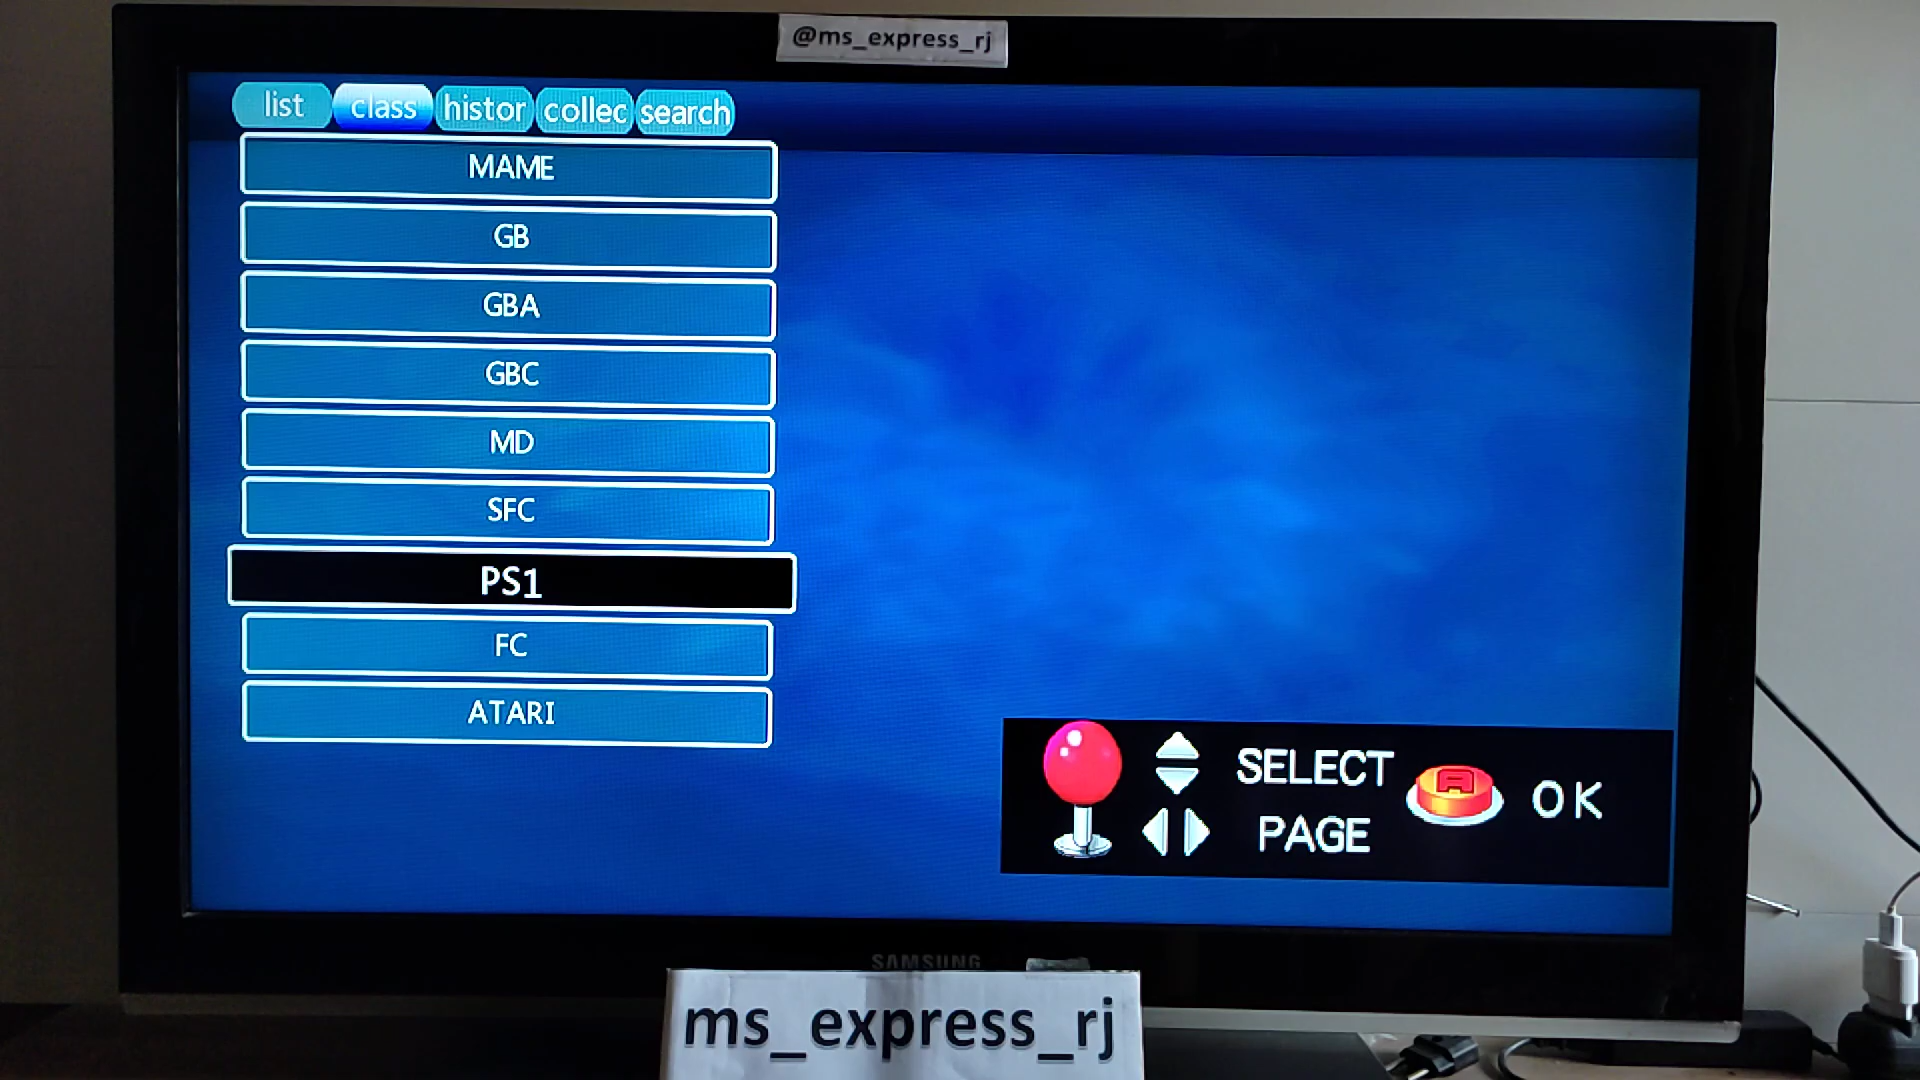 @ms_express_rj
list class histor collec search
MAME
GB
GBA
GBC
MD
SFC
PS1
FC
ATARI
SELECT
PAGE
A
OK
SAMSUNG
ms_express_rj